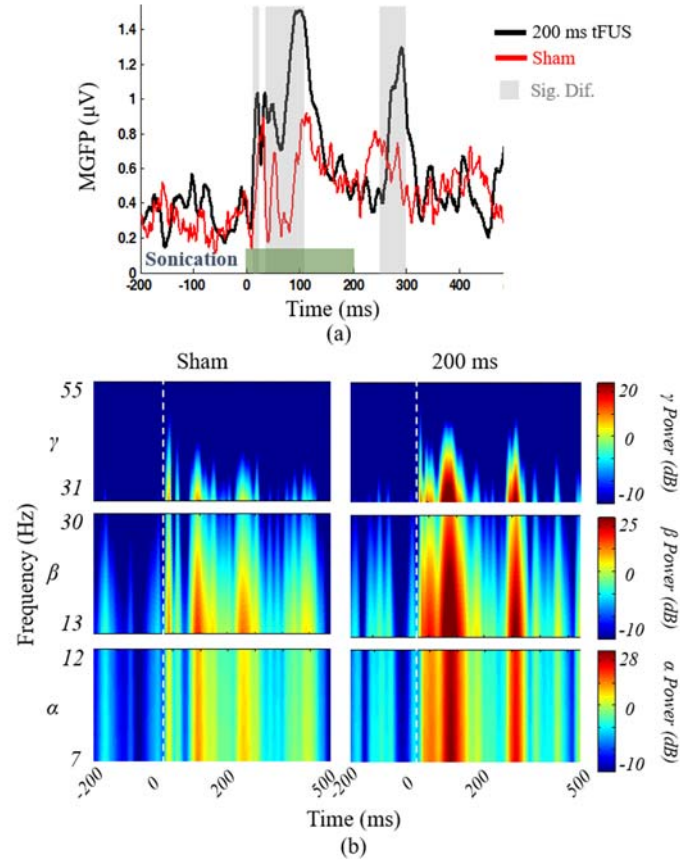 1.4
1.2
1
0.8
0.6
0.4
0.2
0
MGFP (μV)
200 ms tFUS
Sham
Sig. Dif.
Sonication
-200 -100 0 100 200 300 400
Time (ms)
(a)
Sham 200 ms
55
γ
31
30
β
13
12
α
7
Frequency (Hz)
20
0
-10
γ Power (dB)
25
0
-10
β Power (dB)
28
0
-10
α Power (dB)
-200 0 200 500 -200 0 200 500
Time (ms)
(b)